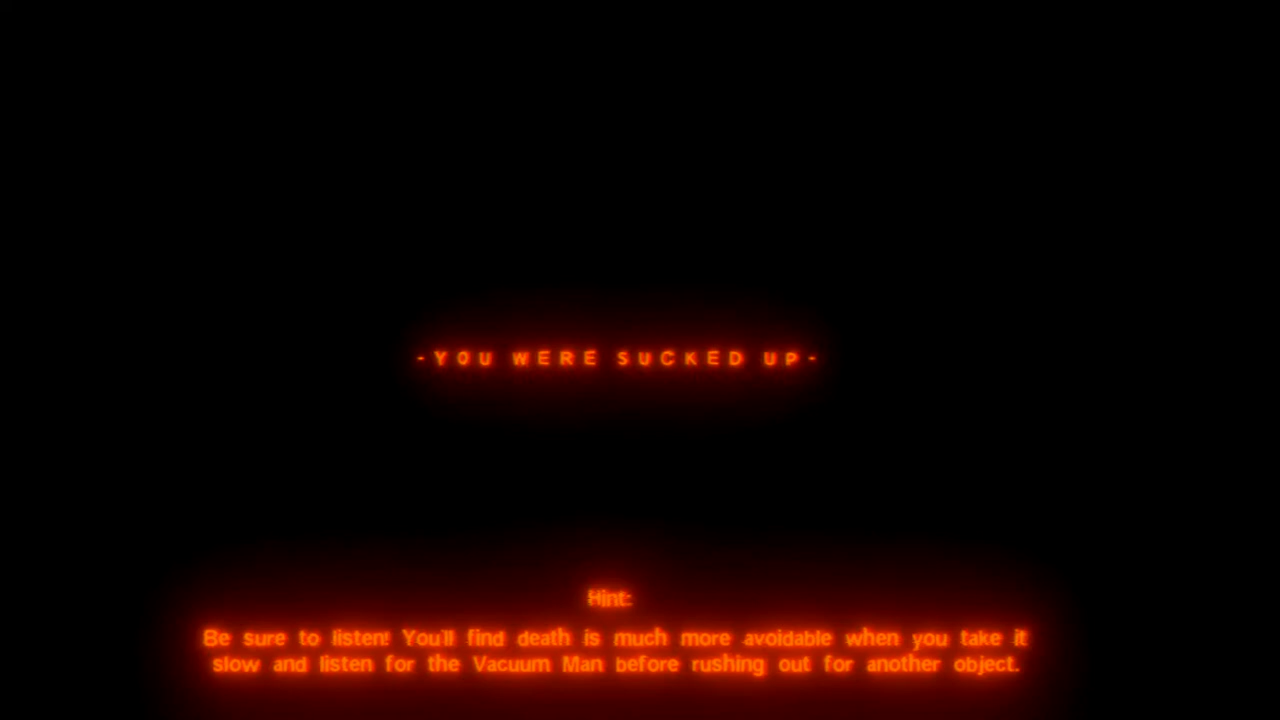 -YOU WERE SUCKED UP-
Hint:
Be sure to listen! You'll find death is much more avoidable when you take it
slow and listen for the Vacuum Man before rushing out for another object.